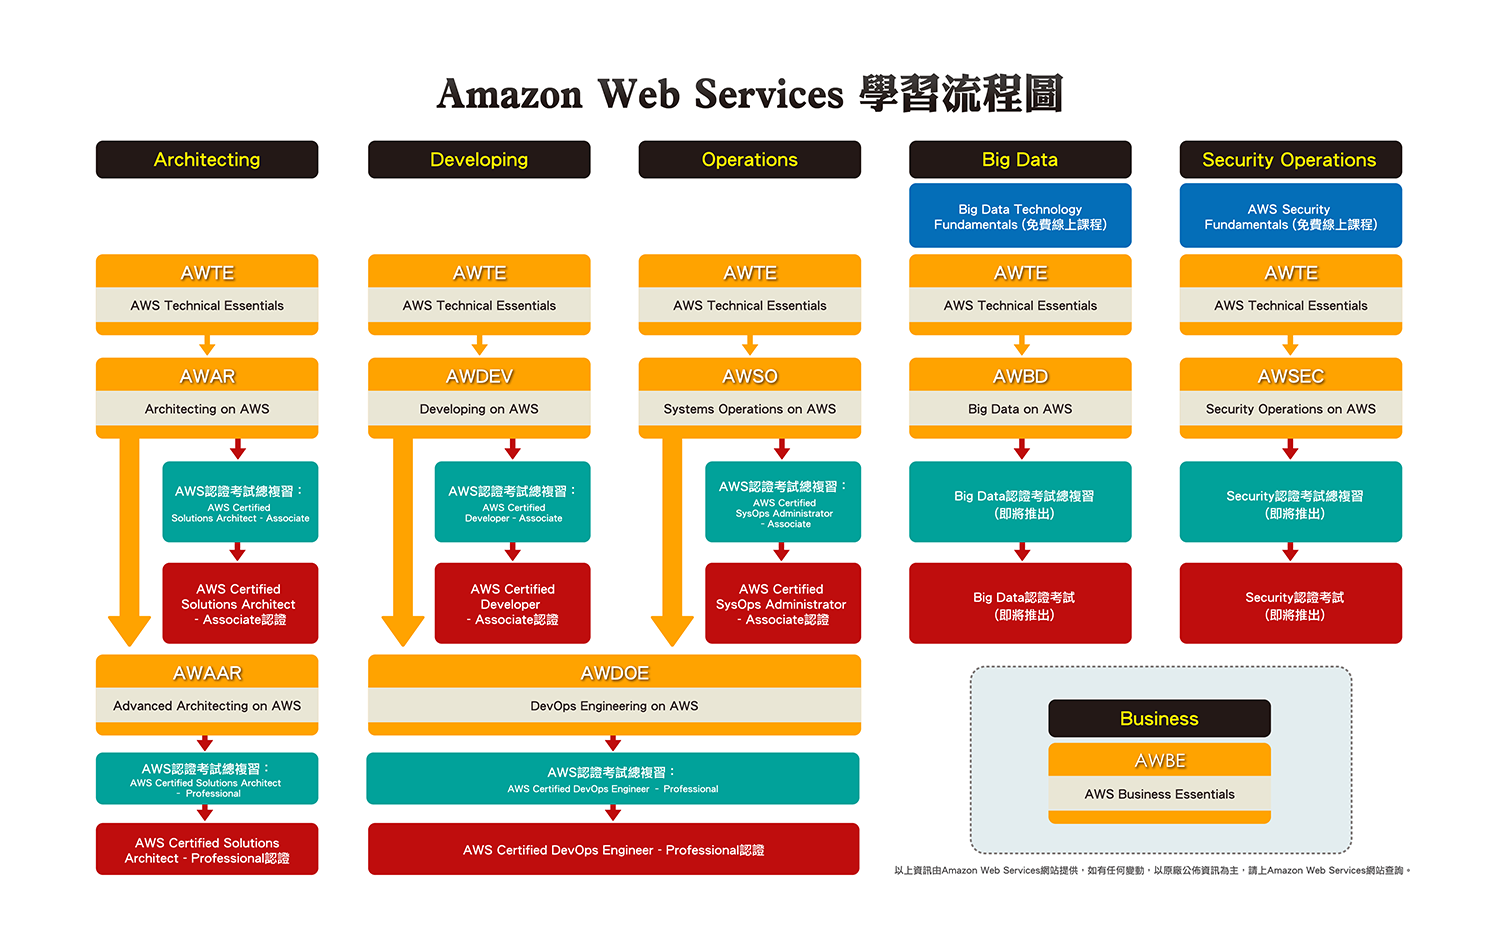 Amazon Web Services 學習流程圖
Architecting
Developing
Operations
Big Data
Security Operations
Big Data Technology
Fundamentals (免費線上課程)
AWS Security
Fundamentals (免費線上課程)
AWTE
AWS Technical Essentials
AWTE
AWS Technical Essentials
AWTE
AWS Technical Essentials
AWTE
AWS Technical Essentials
AWTE
AWS Technical Essentials
AWAR
Architecting on AWS
AWDEV
Developing on AWS
AWSO
Systems Operations on AWS
AWBD
Big Data on AWS
AWSEC
Security Operations on AWS
AWS認證考試總複習：
AWS Certified
Solutions Architect - Associate
AWS認證考試總複習：
AWS Certified
Developer - Associate
AWS認證考試總複習：
AWS Certified
SysOps Administrator
- Associate
Big Data認證考試總複習
(即將推出)
Security認證考試總複習
(即將推出)
AWS Certified
Solutions Architect
- Associate認證
AWS Certified
Developer
- Associate認證
AWS Certified
SysOps Administrator
- Associate認證
Big Data認證考試
(即將推出)
Security認證考試
(即將推出)
AWAAR
Advanced Architecting on AWS
AWDOE
DevOps Engineering on AWS
AWS認證考試總複習：
AWS Certified Solutions Architect
- Professional
AWS認證考試總複習：
AWS Certified DevOps Engineer - Professional
AWS Certified Solutions
Architect - Professional認證
AWS Certified DevOps Engineer - Professional認證
Business
AWBE
AWS Business Essentials
以上資訊由Amazon Web Services網站提供，如有任何變動，以原廠公佈資訊為主，請上Amazon Web Services網站查詢。